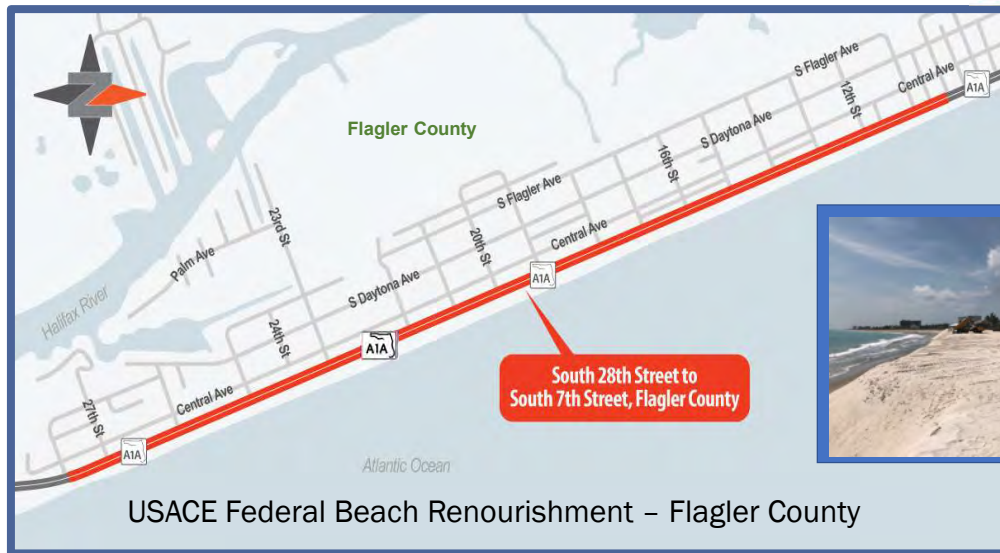 S Flagler Ave
Central Ave
A1A
12th St
S Daytona Ave
Flagler County
16th St
S Flagler Ave
23rd St
20th St
Central Ave
Palm Ave
A1A
S Daytona Ave
Halifax River
24th St
A1A
South 28th Street to
South 7th Street, Flagler County
Central Ave
27th St
A1A
Atlantic Ocean
USACE Federal Beach Renourishment – Flagler County